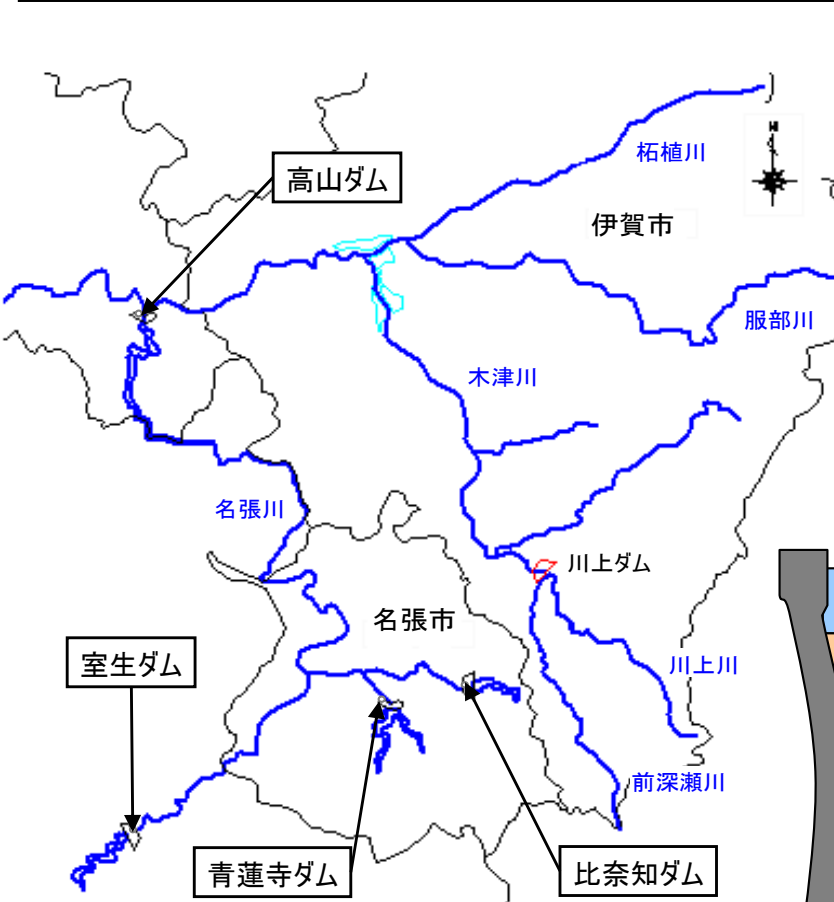 柘植川
高山ダム
伊賀市
服部川
木津川
名張川
川上ダム
名張市
室生ダム
川上川
前深瀬川
青蓮寺ダム
比奈知ダム